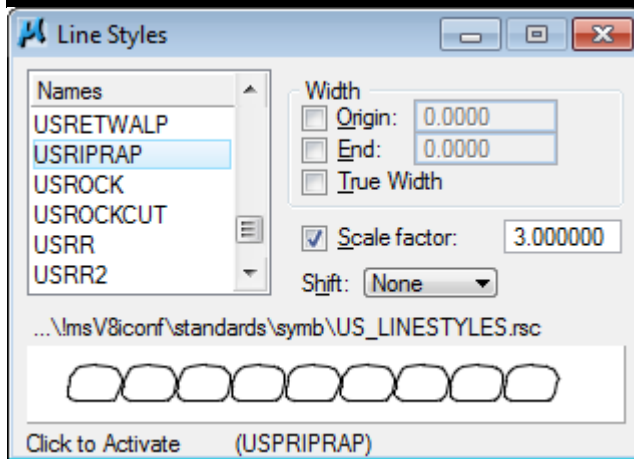 Line Styles
Names
USRETWALP
USRIPRAP
USROCK
USROCKCUT
USRR
USRR2
Width
Origin: 0.0000
End: 0.0000
True Width
Scale factor: 3.000000
Shift: None
...\!msV8iconf\standards\symb\US_LINESTYLES.rsc
Click to Activate (USPRIPRAP)